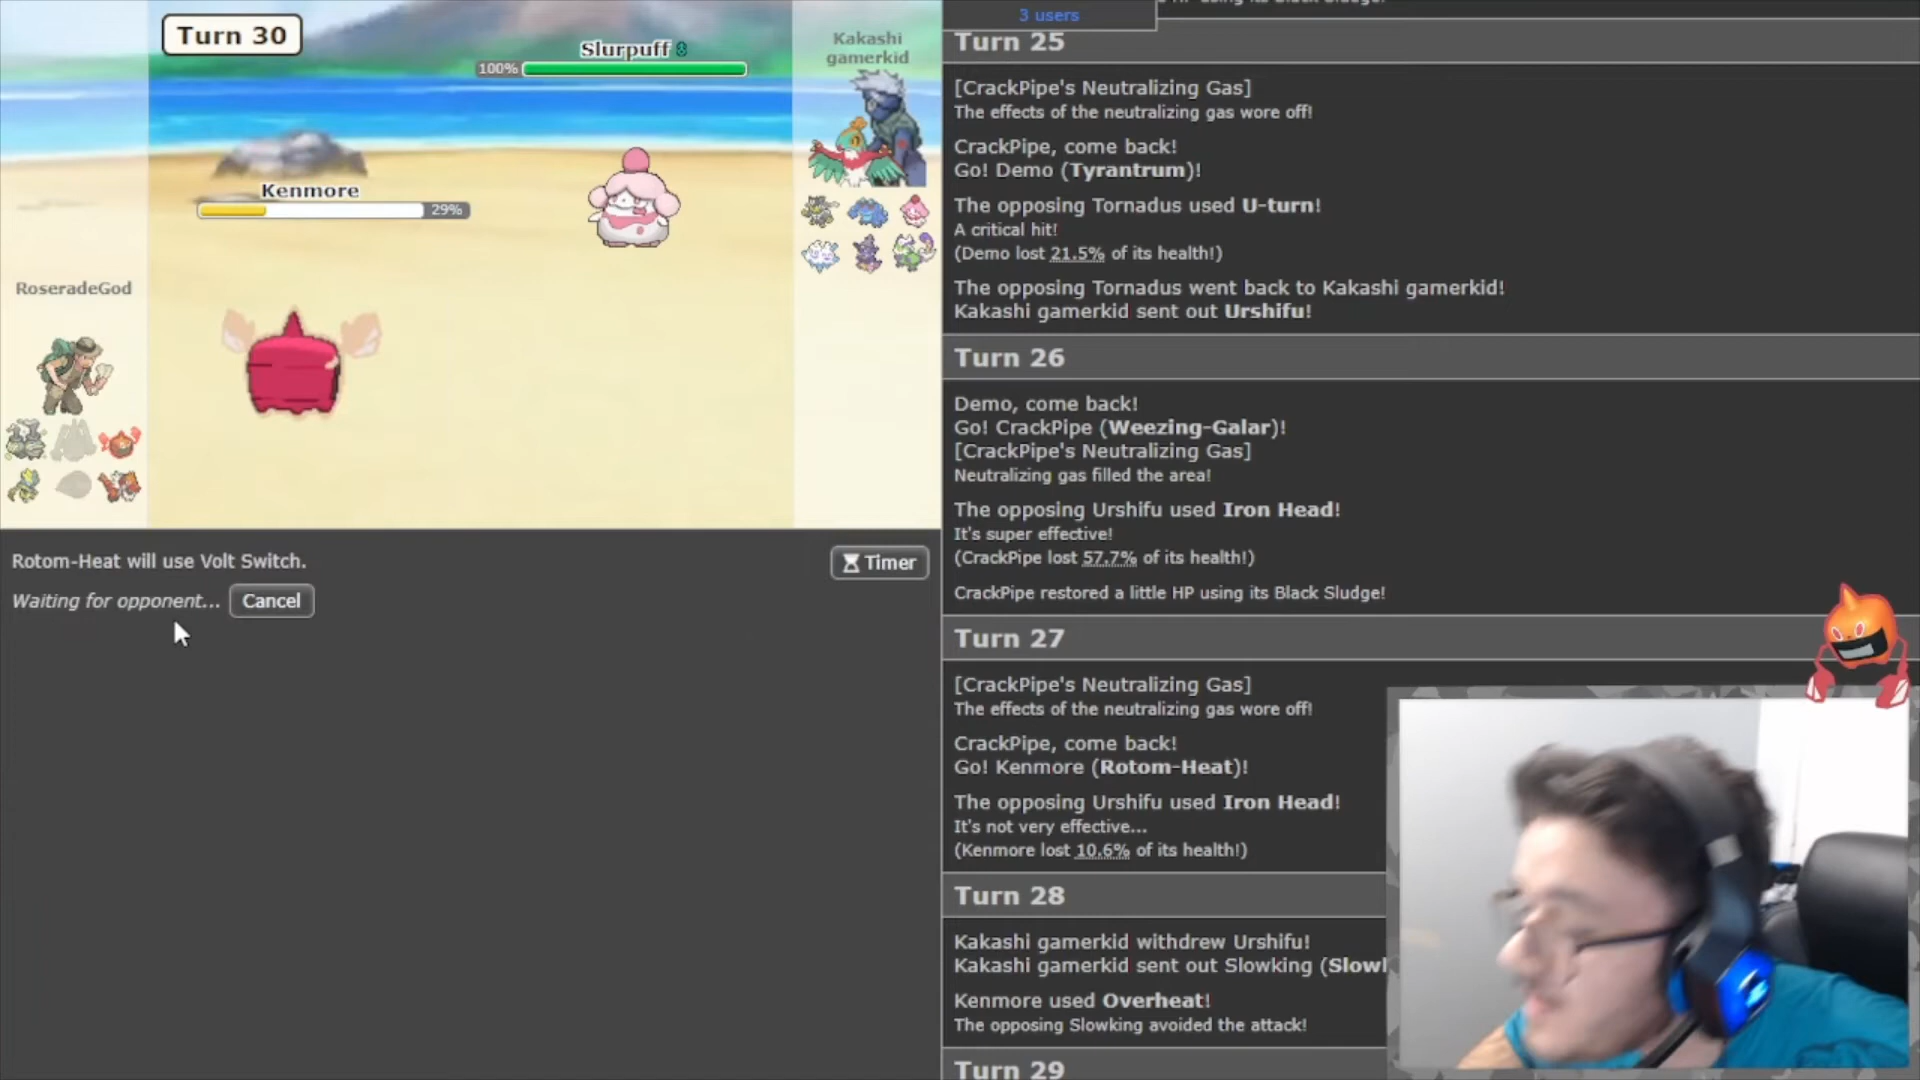 Turn 30
Slurpuff
100%
Kakashi
gamerkid
Kenmore
29%
RoseradeGod
Rotom-Heat will use Volt Switch.
Timer
Waiting for opponent...
Cancel
3 users
HP using its Black Sludge!
Turn 25
[CrackPipe's Neutralizing Gas]
The effects of the neutralizing gas wore off!
CrackPipe, come back!
Go! Demo (Tyrantrum)!
The opposing Tornadus used U-turn!
A critical hit!
(Demo lost 21.5% of its health!)
The opposing Tornadus went back to Kakashi gamerkid!
Kakashi gamerkid sent out Urshifu!
Turn 26
Demo, come back!
Go! CrackPipe (Weezing-Galar)!
[CrackPipe's Neutralizing Gas]
Neutralizing gas filled the area!
The opposing Urshifu used Iron Head!
It's super effective!
(CrackPipe lost 57.7% of its health!)
CrackPipe restored a little HP using its Black Sludge!
Turn 27
[CrackPipe's Neutralizing Gas]
The effects of the neutralizing gas wore off!
CrackPipe, come back!
Go! Kenmore (Rotom-Heat)!
The opposing Urshifu used Iron Head!
It's not very effective...
(Kenmore lost 10.6% of its health!)
Turn 28
Kakashi gamerkid withdrew Urshifu!
Kakashi gamerkid sent out Slowking (Slowl
Kenmore used Overheat!
The opposing Slowking avoided the attack!
Turn 29